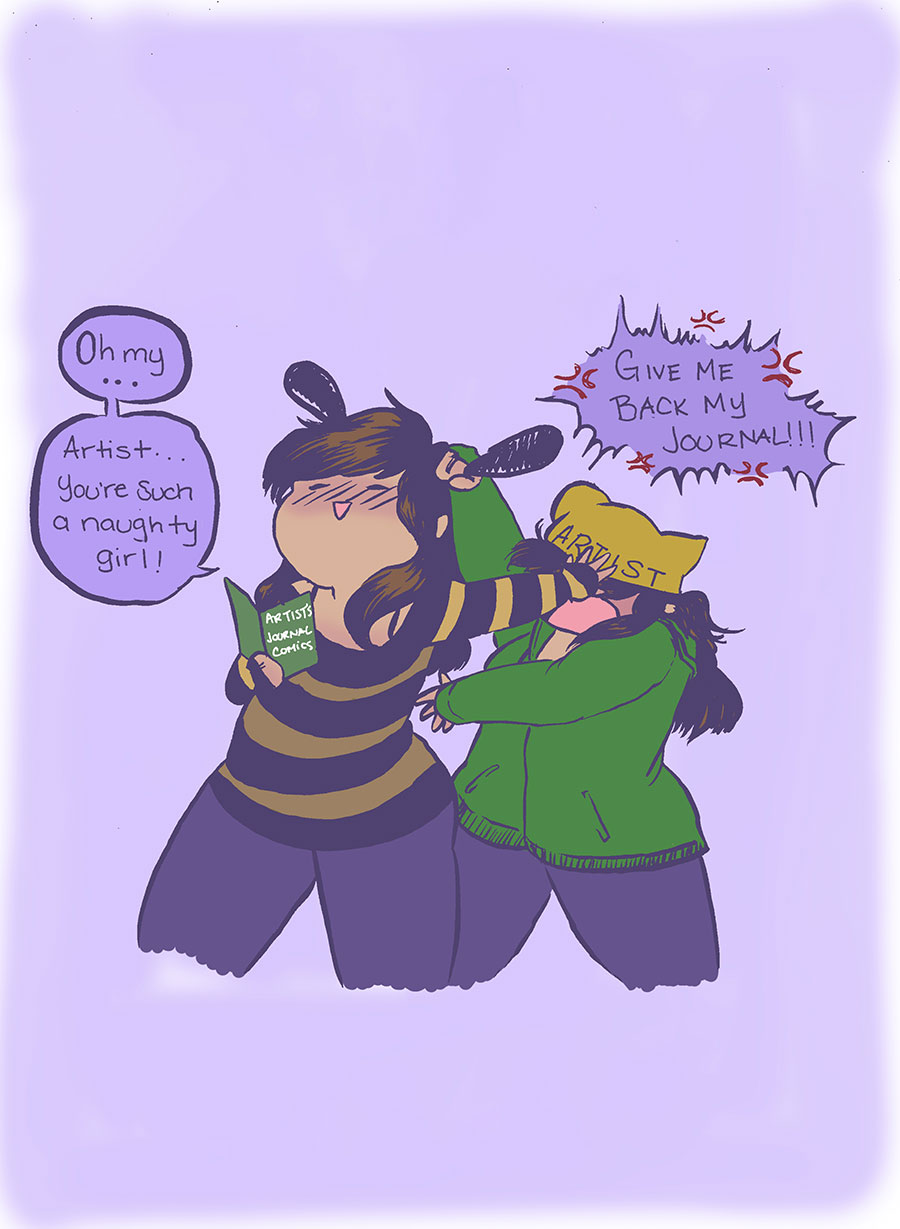 Oh my
...
Artist...
You're such
a naughty
girl!
GIVE ME
BACK MY
JOURNAL!!!
ARTIST
ARTIST'S
JOURNAL
COMICS